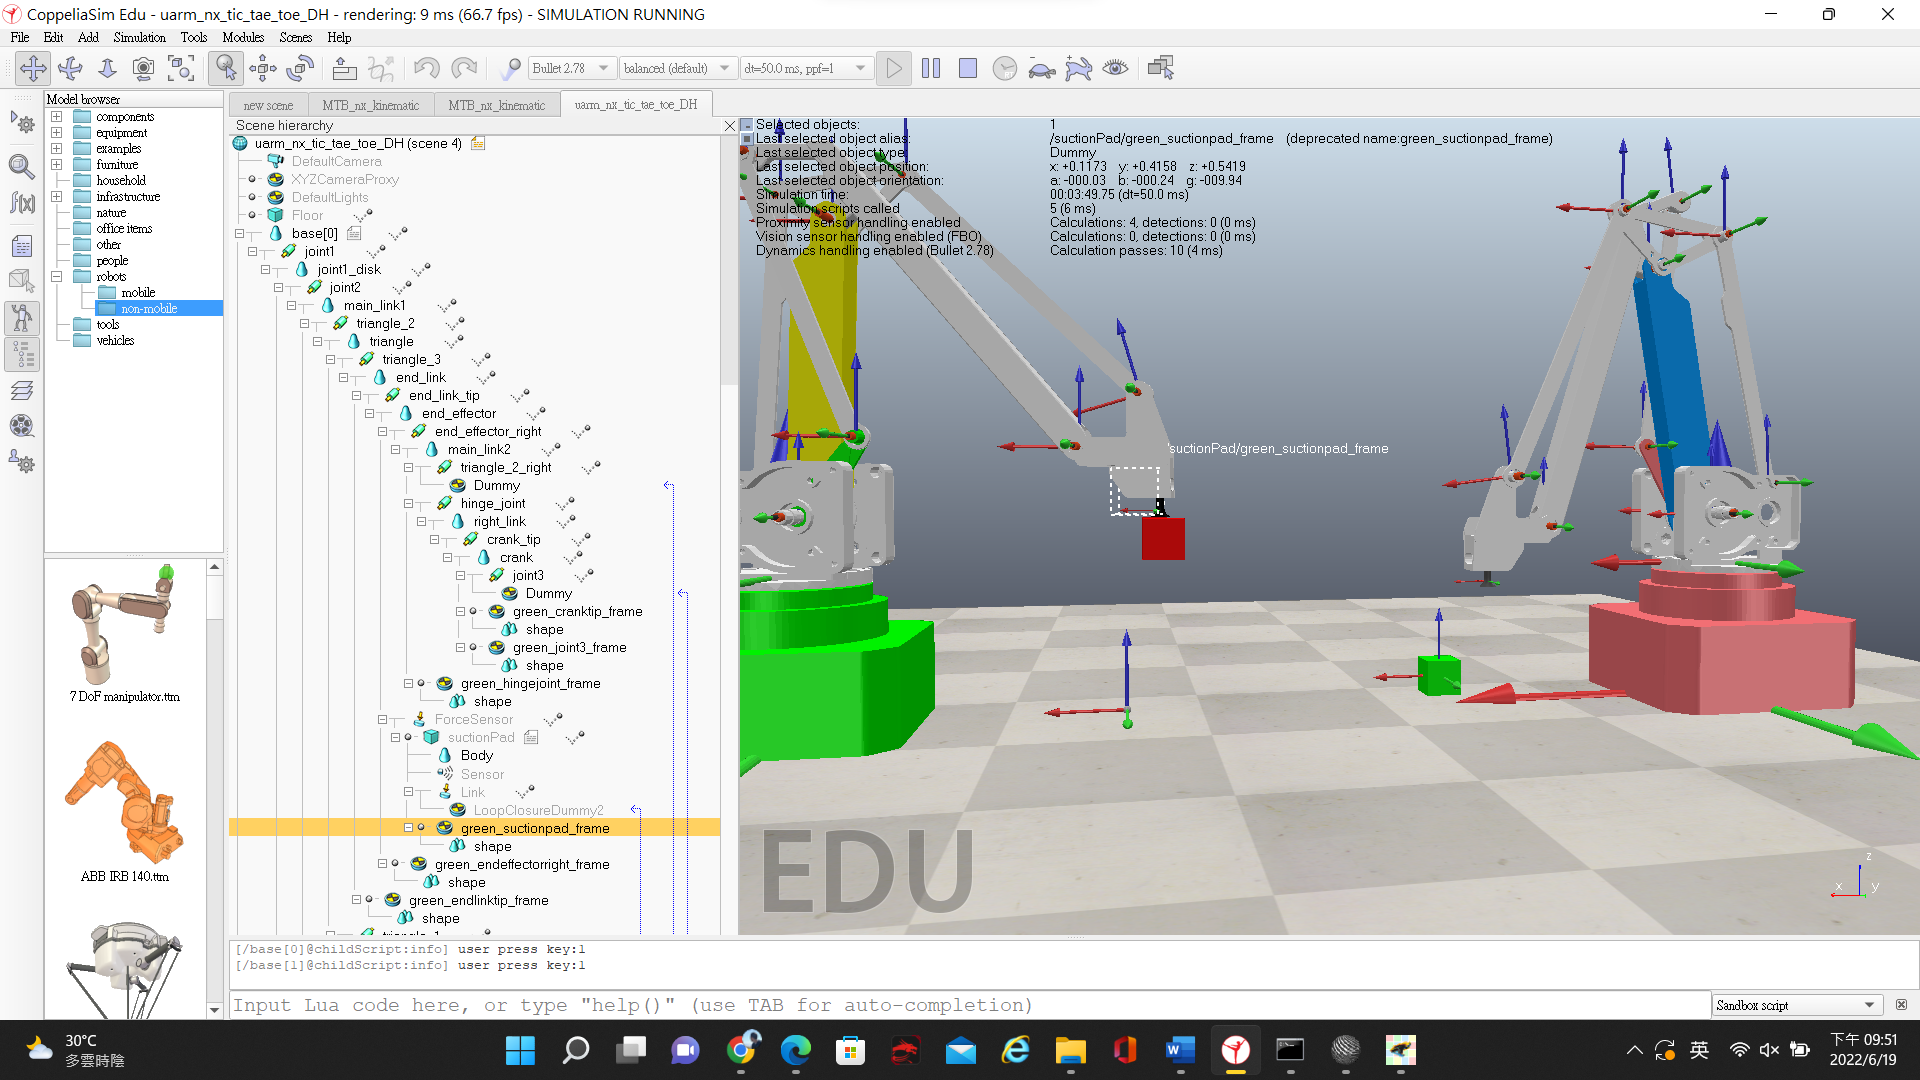 CoppeliaSim Edu - uarm_nx_tic_tae_toe_DH - rendering: 9 ms (66.7 fps) - SIMULATION RUNNING
File Edit Add Simulation Tools Modules Scenes Help
Bullet 2.78 balanced (default) dt=50.0 ms, ppf=1
Model browser
components
equipment
examples
furniture
household
infrastructure
nature
office items
other
people
robots
mobile
non-mobile
tools
vehicles
7 DoF manipulator.ttm
ABB IRB 140.ttm
new scene MTB_nx_kinematic MTB_nx_kinematic uarm_nx_tic_tae_toe_DH
Scene hierarchy
uarm_nx_tic_tae_toe_DH (scene 4)
DefaultCamera
XYZCameraProxy
DefaultLights
Floor
base[0]
joint1
joint1_disk
joint2
main_link1
triangle_2
triangle
triangle_3
end_link
end_link_tip
end_effector
end_effector_right
main_link2
triangle_2_right
Dummy
hinge_joint
right_link
crank_tip
crank
joint3
Dummy
green_cranktip_frame
shape
green_joint3_frame
shape
green_hingejoint_frame
shape
ForceSensor
suctionPad
Body
Sensor
Link
LoopClosureDummy2
green_suctionpad_frame
shape
green_endeffectorright_frame
shape
green_endlinktip_frame
shape
Selected objects: 1
Last selected object alias: /suctionPad/green_suctionpad_frame (deprecated name:green_suctionpad_frame)
Last selected object type: Dummy
Last selected object position: x: +0.1173 y: +0.4158 z: +0.5419
Last selected object orientation: a: -000.03 b: -000.24 g: -009.94
Simulation time: 00:03:49.75 (dt=50.0 ms)
Simulation scripts called 5 (6 ms)
Proximity sensor handling enabled Calculations: 4, detections: 0 (0 ms)
Vision sensor handling enabled (FBO) Calculations: 0, detections: 0 (0 ms)
Dynamics handling enabled (Bullet 2.78) Calculation passes: 10 (4 ms)
/suctionPad/green_suctionpad_frame
EDU
z
x y
[/base[0]@childScript:info] user press key:l
[/base[1]@childScript:info] user press key:l
Input Lua code here, or type "help()" (use TAB for auto-completion)
Sandbox script
30°C
多雲時陰
英
下午 09:51
2022/6/19